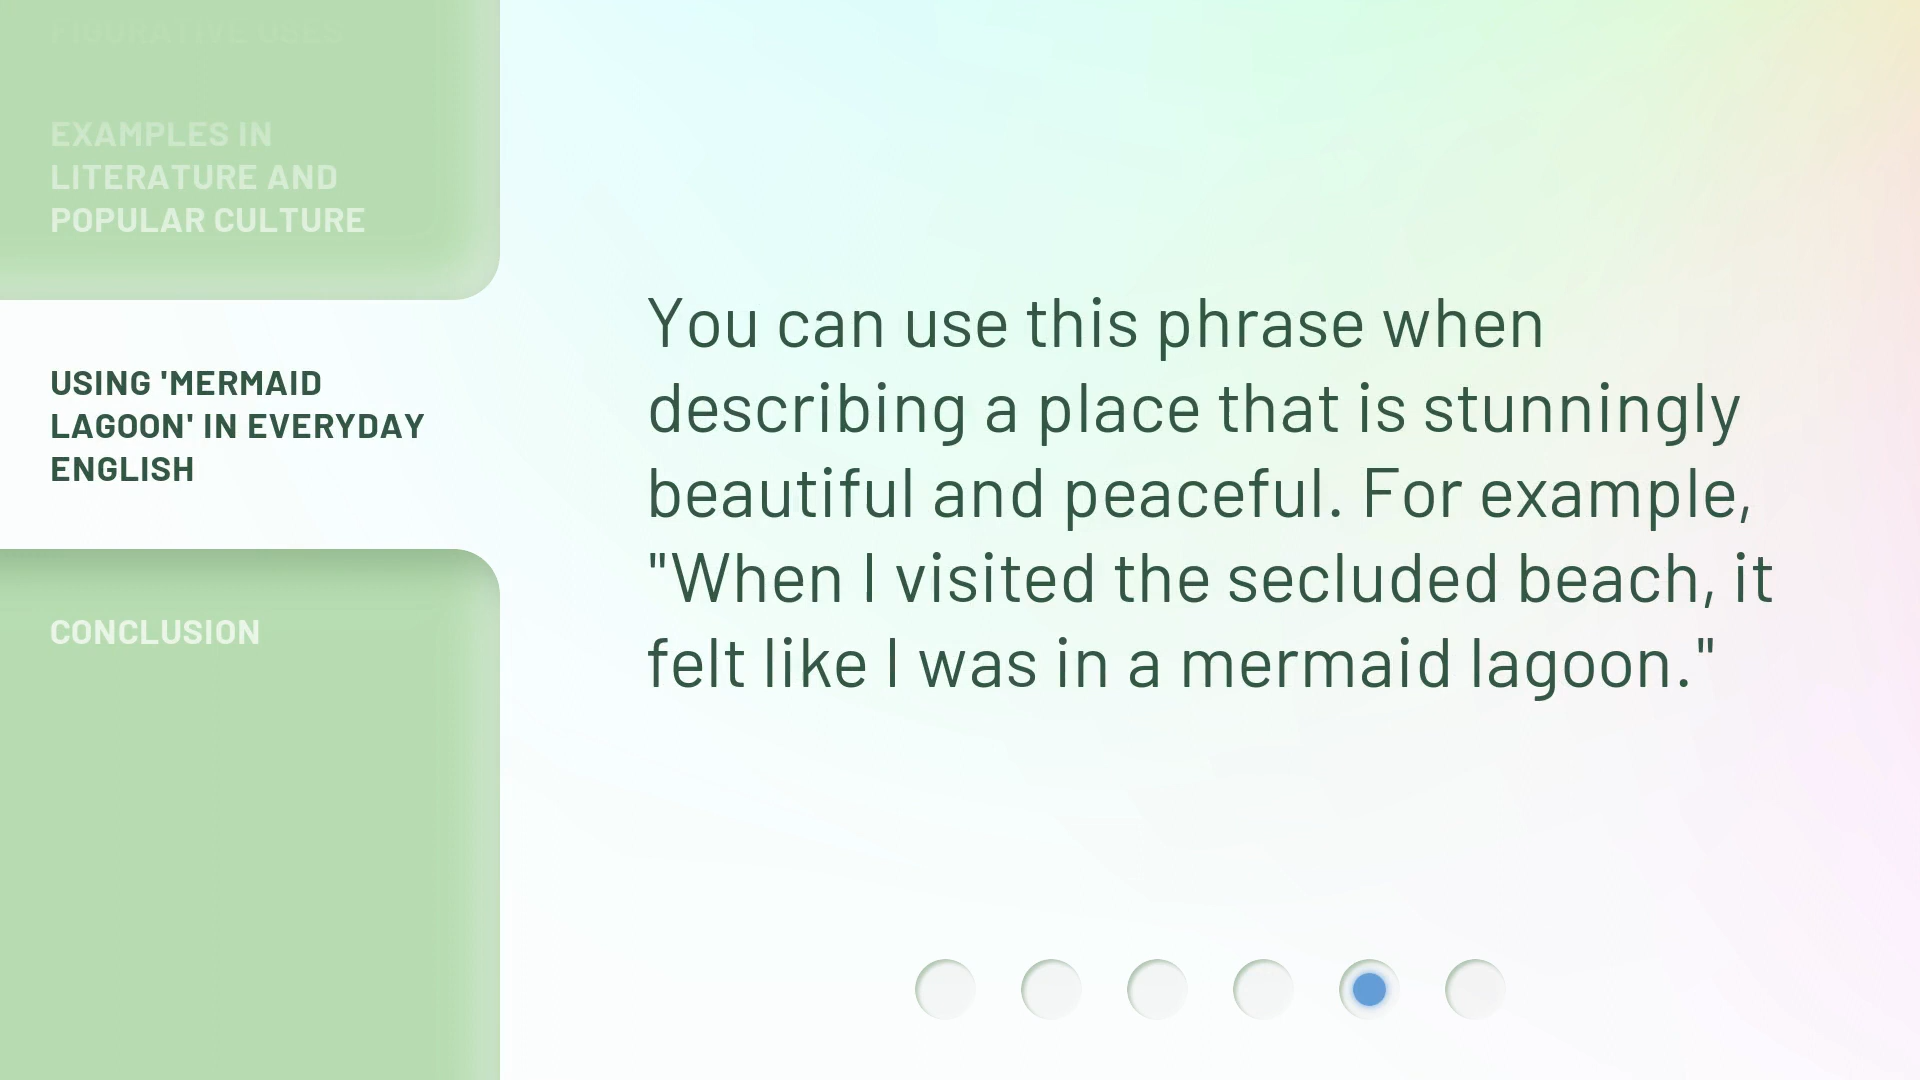 FIGURATIVE USES
EXAMPLES IN
LITERATURE AND
POPULAR CULTURE
USING 'MERMAID
LAGOON' IN EVERYDAY
ENGLISH
CONCLUSION
You can use this phrase when
describing a place that is stunningly
beautiful and peaceful. For example,
"When I visited the secluded beach, it
felt like I was in a mermaid lagoon."